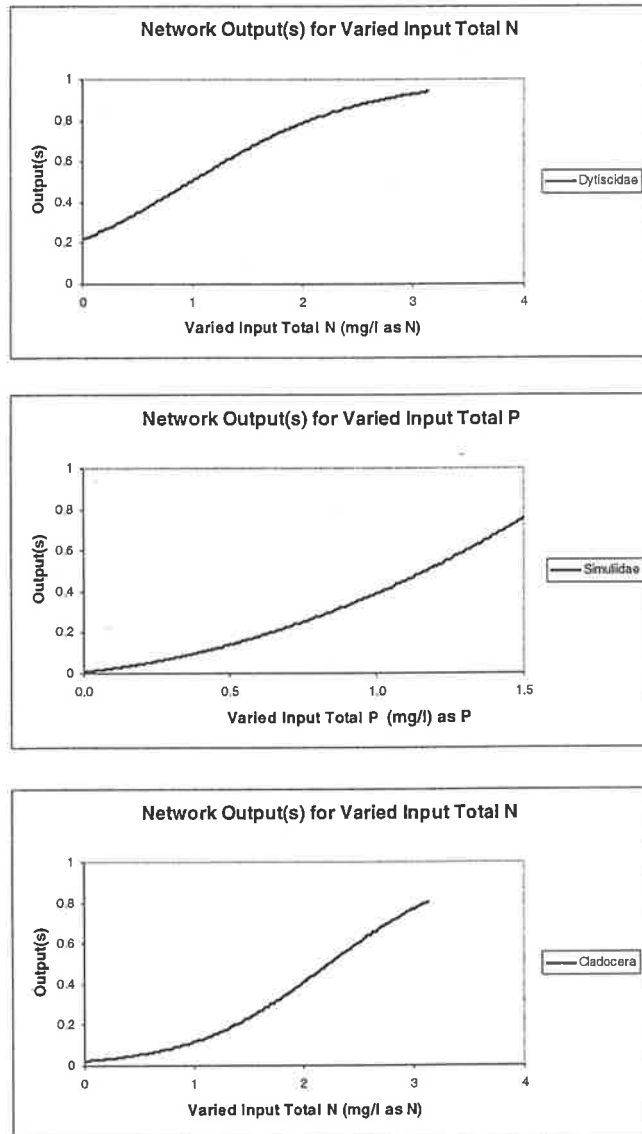 Network Output(s) for Varied Input Total N
1
0.8
0.6
0.4
0.2
0
Output(s)
0 1 2 3 4
Varied Input Total N (mg/l as N)
Dytiscidae
Network Output(s) for Varied Input Total P
1
0.8
0.6
0.4
0.2
0
Output(s)
0.0 0.5 1.0 1.5
Varied Input Total P (mg/l) as P
Simuliidae
Network Output(s) for Varied Input Total N
1
0.8
0.6
0.4
0.2
0
Output(s)
0 1 2 3 4
Varied Input Total N (mg/l as N)
Cladocera